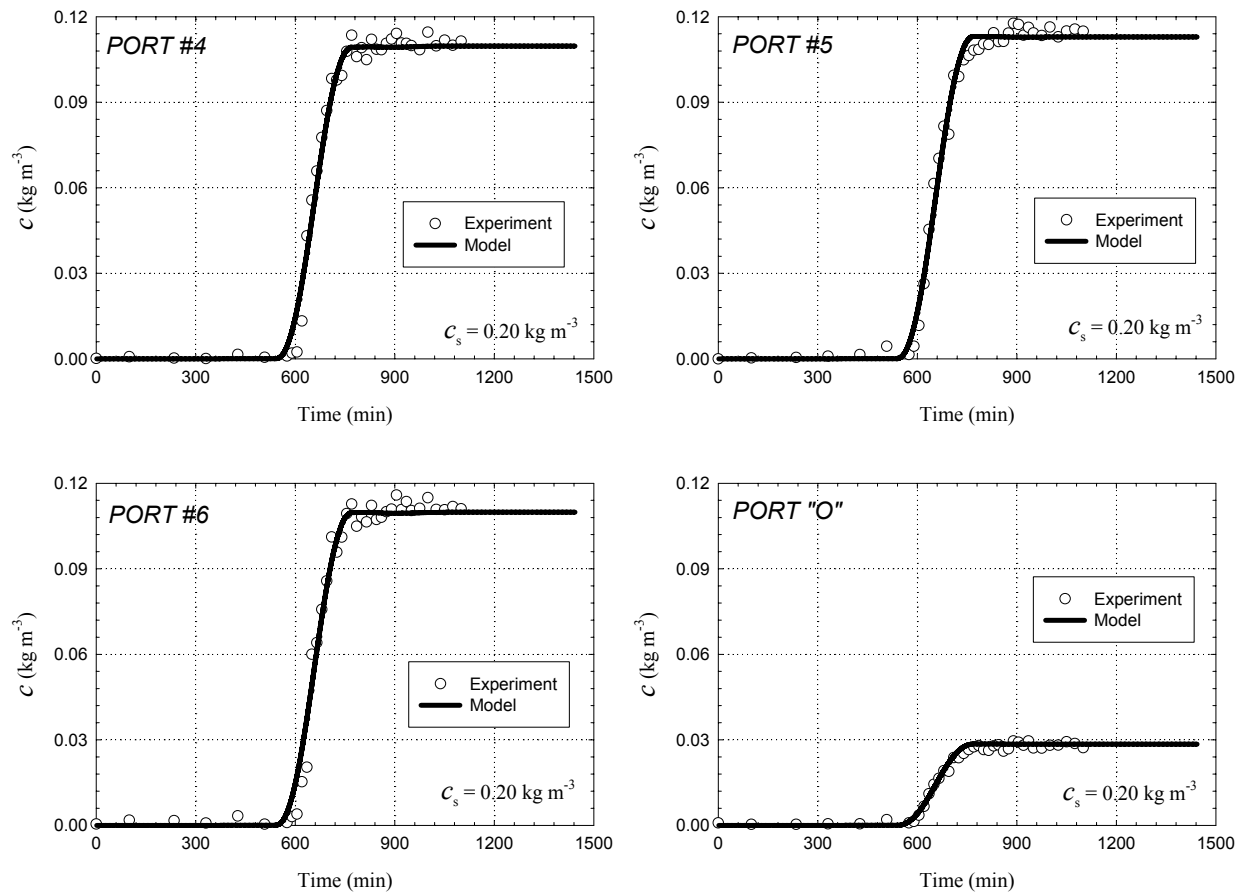 PORT #4
0.12
0.09
0.06
0.03
0.00
c (kg m⁻³)
Experiment
Model
cₛ = 0.20 kg m⁻³
0 300 600 900 1200 1500
Time (min)
PORT #5
0.12
0.09
0.06
0.03
0.00
c (kg m⁻³)
Experiment
Model
cₛ = 0.20 kg m⁻³
0 300 600 900 1200 1500
Time (min)
PORT #6
0.12
0.09
0.06
0.03
0.00
c (kg m⁻³)
Experiment
Model
cₛ = 0.20 kg m⁻³
0 300 600 900 1200 1500
Time (min)
PORT "O"
0.12
0.09
0.06
0.03
0.00
c (kg m⁻³)
Experiment
Model
cₛ = 0.20 kg m⁻³
0 300 600 900 1200 1500
Time (min)